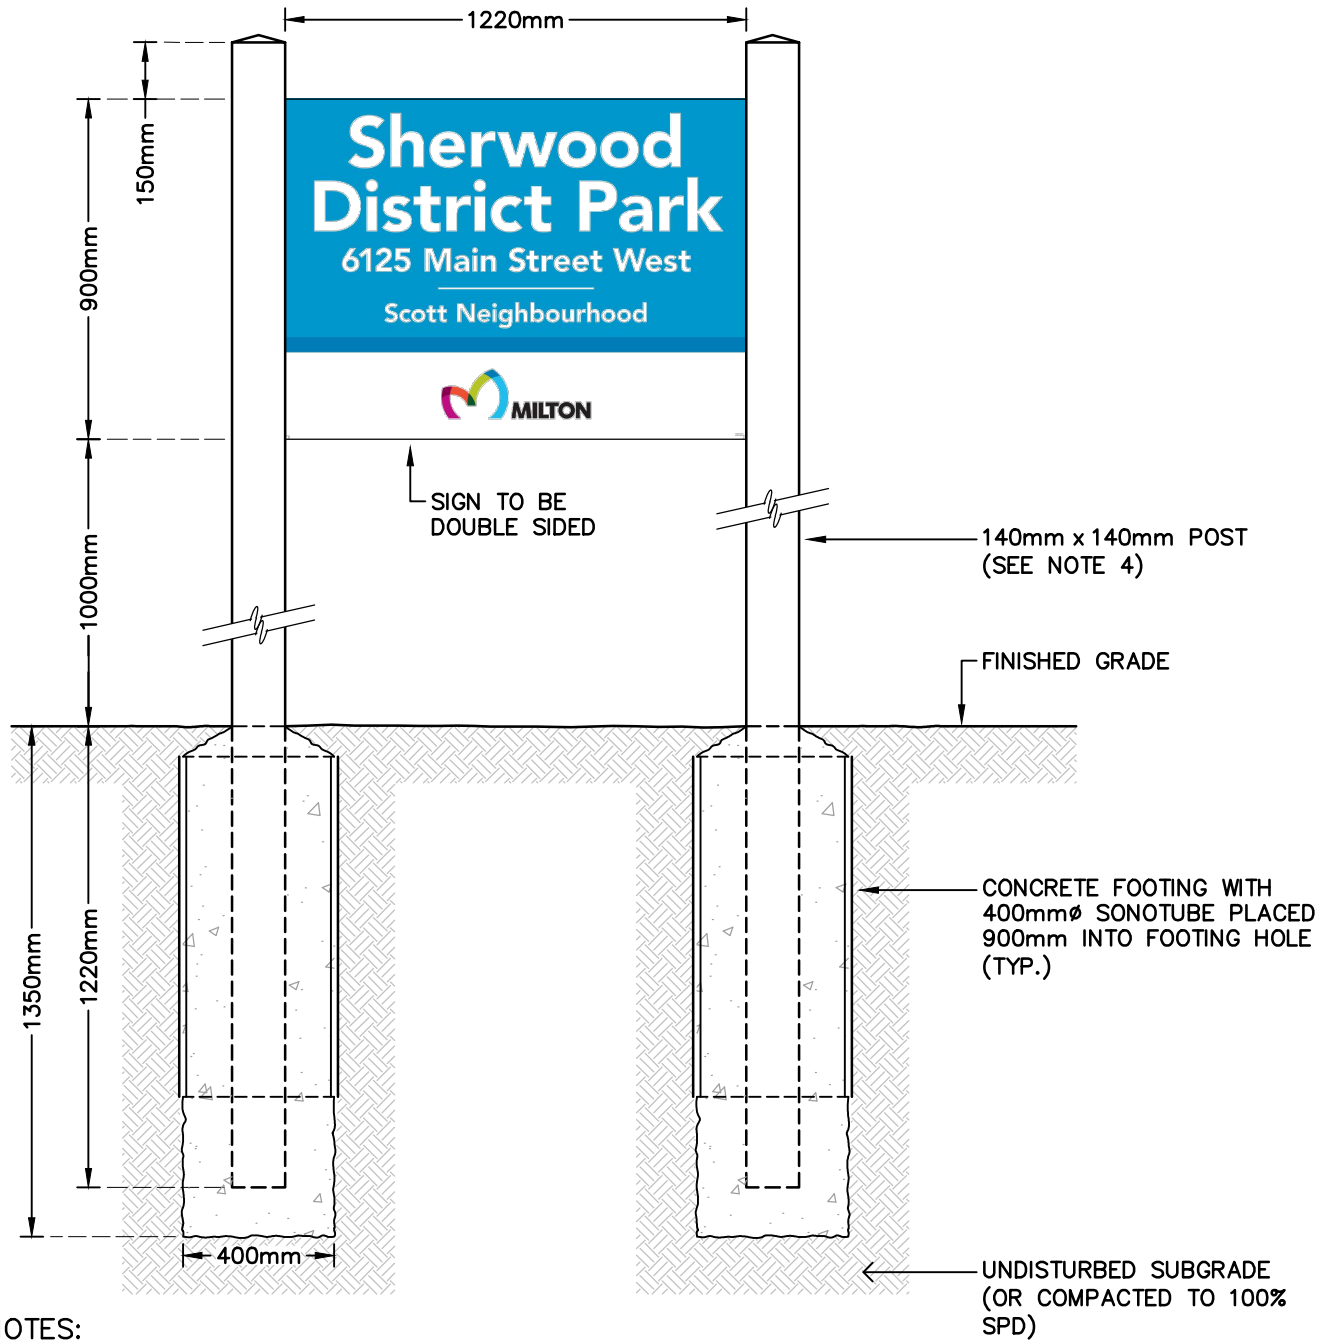 1220mm
150mm
900mm
Sherwood
District Park
6125 Main Street West
Scott Neighbourhood
MILTON
SIGN TO BE
DOUBLE SIDED
1000mm
140mm x 140mm POST
(SEE NOTE 4)
FINISHED GRADE
CONCRETE FOOTING WITH
400mmø SONOTUBE PLACED
900mm INTO FOOTING HOLE
(TYP.)
1350mm
1220mm
400mm
UNDISTURBED SUBGRADE
(OR COMPACTED TO 100%
SPD)
OTES: